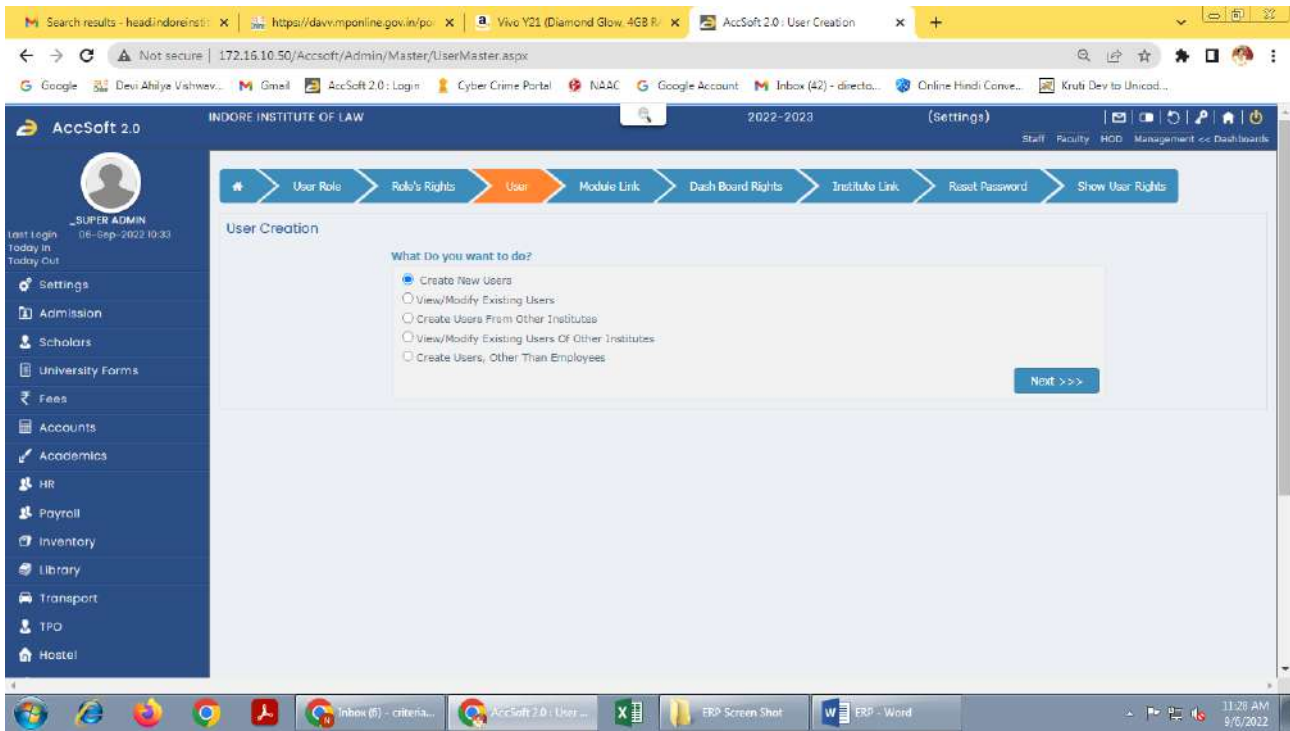 Search results - head.indoreinsti
https://davv.mponline.gov.in/por
Vivo Y21 (Diamond Glow, 4GB RA
AccSoft 2.0 : User Creation
Not secure | 172.16.10.50/Accsoft/Admin/Master/UserMaster.aspx
Google
Devi Ahilya Vishwav...
Gmail
AccSoft 2.0 : Login
Cyber Crime Portal
NAAC
Google Account
Inbox (42) - directo...
Online Hindi Conve...
Kruti Dev to Unicod...
AccSoft 2.0
INDORE INSTITUTE OF LAW
2022-2023
(Settings)
Staff Faculty HOD Management << Dashboards
_SUPER ADMIN
Last Login 06-Sep-2022 10:33
Today In
Today Out
User Role
Role's Rights
User
Module Link
Dash Board Rights
Institute Link
Reset Password
Show User Rights
User Creation
What Do you want to do?
Create New Users
View/Modify Existing Users
Create Users From Other Institutes
View/Modify Existing Users Of Other Institutes
Create Users, Other Than Employees
Next >>>
Settings
Admission
Scholars
University Forms
Fees
Accounts
Academics
HR
Payroll
Inventory
Library
Transport
TPO
Hostel
Inbox (6) - criteria...
AccSoft 2.0 : User ...
ERP Screen Shot
ERP - Word
11:28 AM
9/6/2022